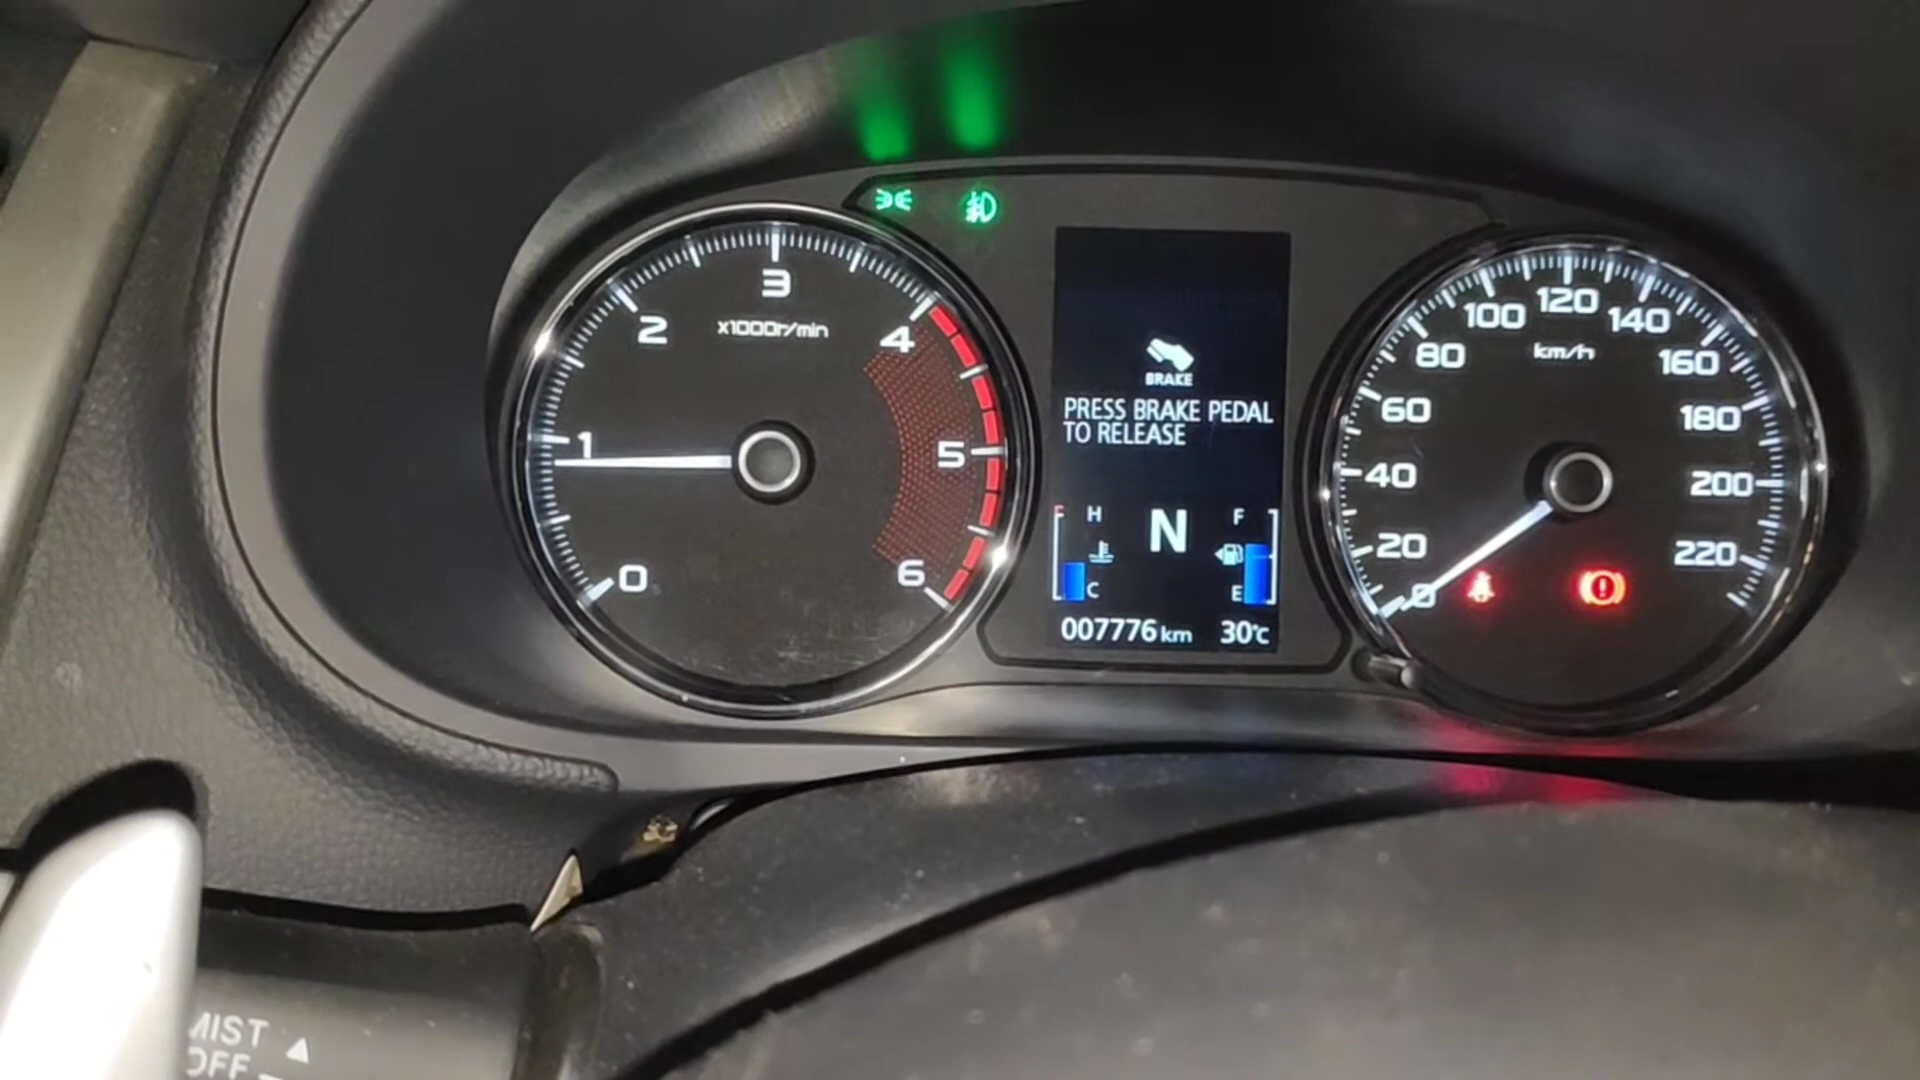 0
1
2
3
4
5
6
x1000r/min
BRAKE
PRESS BRAKE PEDAL
TO RELEASE
H
C
N
F
E
007776 km
30°C
0
20
40
60
80
100
120
140
160
180
200
220
km/h
MIST
OFF